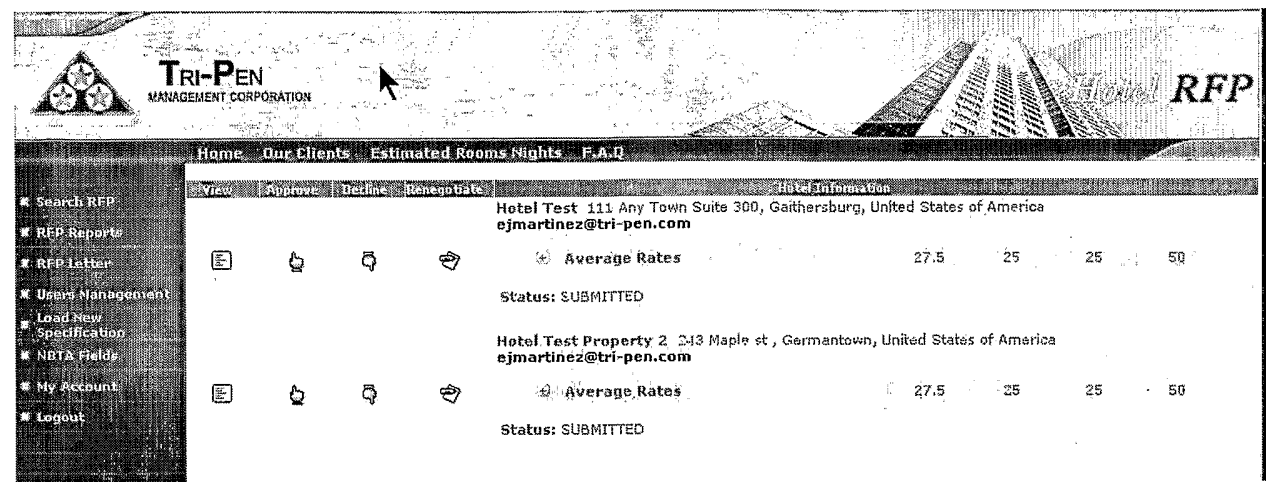 TRI-PEN
MANAGEMENT CORPORATION
Hotel RFP
Home Our Clients Estimated Rooms Nights F.A.Q
Search RFP
RFP Reports
RFP Letter
Users Management
Load New
Specification
NBTA Fields
My Account
Logout
View Approve Decline Renegotiate Hotel Information
Hotel Test 111 Any Town Suite 300, Gaithersburg, United States of America
ejmartinez@tri-pen.com
Average Rates 27.5 25 25 50
Status: SUBMITTED
Hotel Test Property 2 243 Maple st , Germantown, United States of America
ejmartinez@tri-pen.com
Average Rates 27.5 25 25 50
Status: SUBMITTED